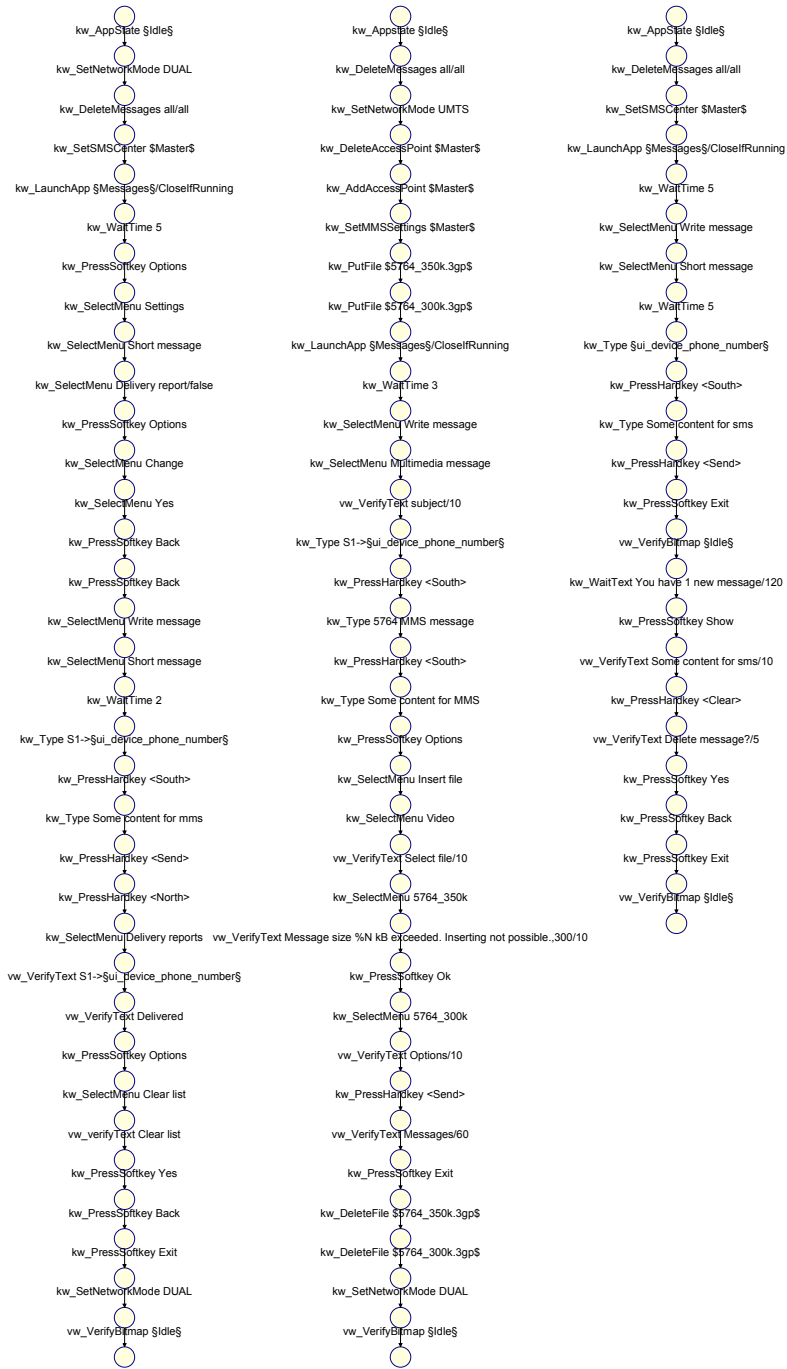 kw_AppState §Idle§
kw_SetNetworkMode DUAL
kw_DeleteMessages all/all
kw_SetSMSCenter $Master$
kw_LaunchApp §Messages§/CloseIfRunning
kw_WaitTime 5
kw_PressSoftkey Options
kw_SelectMenu Settings
kw_SelectMenu Short message
kw_SelectMenu Delivery report/false
kw_PressSoftkey Options
kw_SelectMenu Change
kw_SelectMenu Yes
kw_PressSoftkey Back
kw_PressSoftkey Back
kw_SelectMenu Write message
kw_SelectMenu Short message
kw_WaitTime 2
kw_Type S1->§ui_device_phone_number§
kw_PressHardkey <South>
kw_Type Some content for mms
kw_PressHardkey <Send>
kw_PressHardkey <North>
kw_SelectMenu Delivery reports
vw_VerifyText S1->§ui_device_phone_number§
vw_VerifyText Delivered
kw_PressSoftkey Options
kw_SelectMenu Clear list
vw_verifyText Clear list
kw_PressSoftkey Yes
kw_PressSoftkey Back
kw_PressSoftkey Exit
kw_SetNetworkMode DUAL
vw_VerifyBitmap §Idle§
kw_Appstate §Idle§
kw_DeleteMessages all/all
kw_SetNetworkMode UMTS
kw_DeleteAccessPoint $Master$
kw_AddAccessPoint $Master$
kw_SetMMSSettings $Master$
kw_PutFile $5764_350k.3gp$
kw_PutFile $5764_300k.3gp$
kw_LaunchApp §Messages§/CloseIfRunning
kw_WaitTime 3
kw_SelectMenu Write message
kw_SelectMenu Multimedia message
vw_VerifyText subject/10
kw_Type S1->§ui_device_phone_number§
kw_PressHardkey <South>
kw_Type 5764 MMS message
kw_PressHardkey <South>
kw_Type Some content for MMS
kw_PressSoftkey Options
kw_SelectMenu Insert file
kw_SelectMenu Video
vw_VerifyText Select file/10
kw_SelectMenu 5764_350k
vw_VerifyText Message size %N kB exceeded. Inserting not possible.,300/10
kw_PressSoftkey Ok
kw_SelectMenu 5764_300k
vw_VerifyText Options/10
kw_PressHardkey <Send>
vw_VerifyText Messages/60
kw_PressSoftkey Exit
kw_DeleteFile $5764_350k.3gp$
kw_DeleteFile $5764_300k.3gp$
kw_SetNetworkMode DUAL
vw_VerifyBitmap §Idle§
kw_AppState §Idle§
kw_DeleteMessages all/all
kw_SetSMSCenter $Master$
kw_LaunchApp §Messages§/CloseIfRunning
kw_WaitTime 5
kw_SelectMenu Write message
kw_SelectMenu Short message
kw_WaitTime 5
kw_Type §ui_device_phone_number§
kw_PressHardkey <South>
kw_Type Some content for sms
kw_PressHardkey <Send>
kw_PressSoftkey Exit
vw_VerifyBitmap §Idle§
kw_WaitText You have 1 new message/120
kw_PressSoftkey Show
vw_VerifyText Some content for sms/10
kw_PressHardkey <Clear>
vw_VerifyText Delete message?/5
kw_PressSoftkey Yes
kw_PressSoftkey Back
kw_PressSoftkey Exit
vw_VerifyBitmap §Idle§